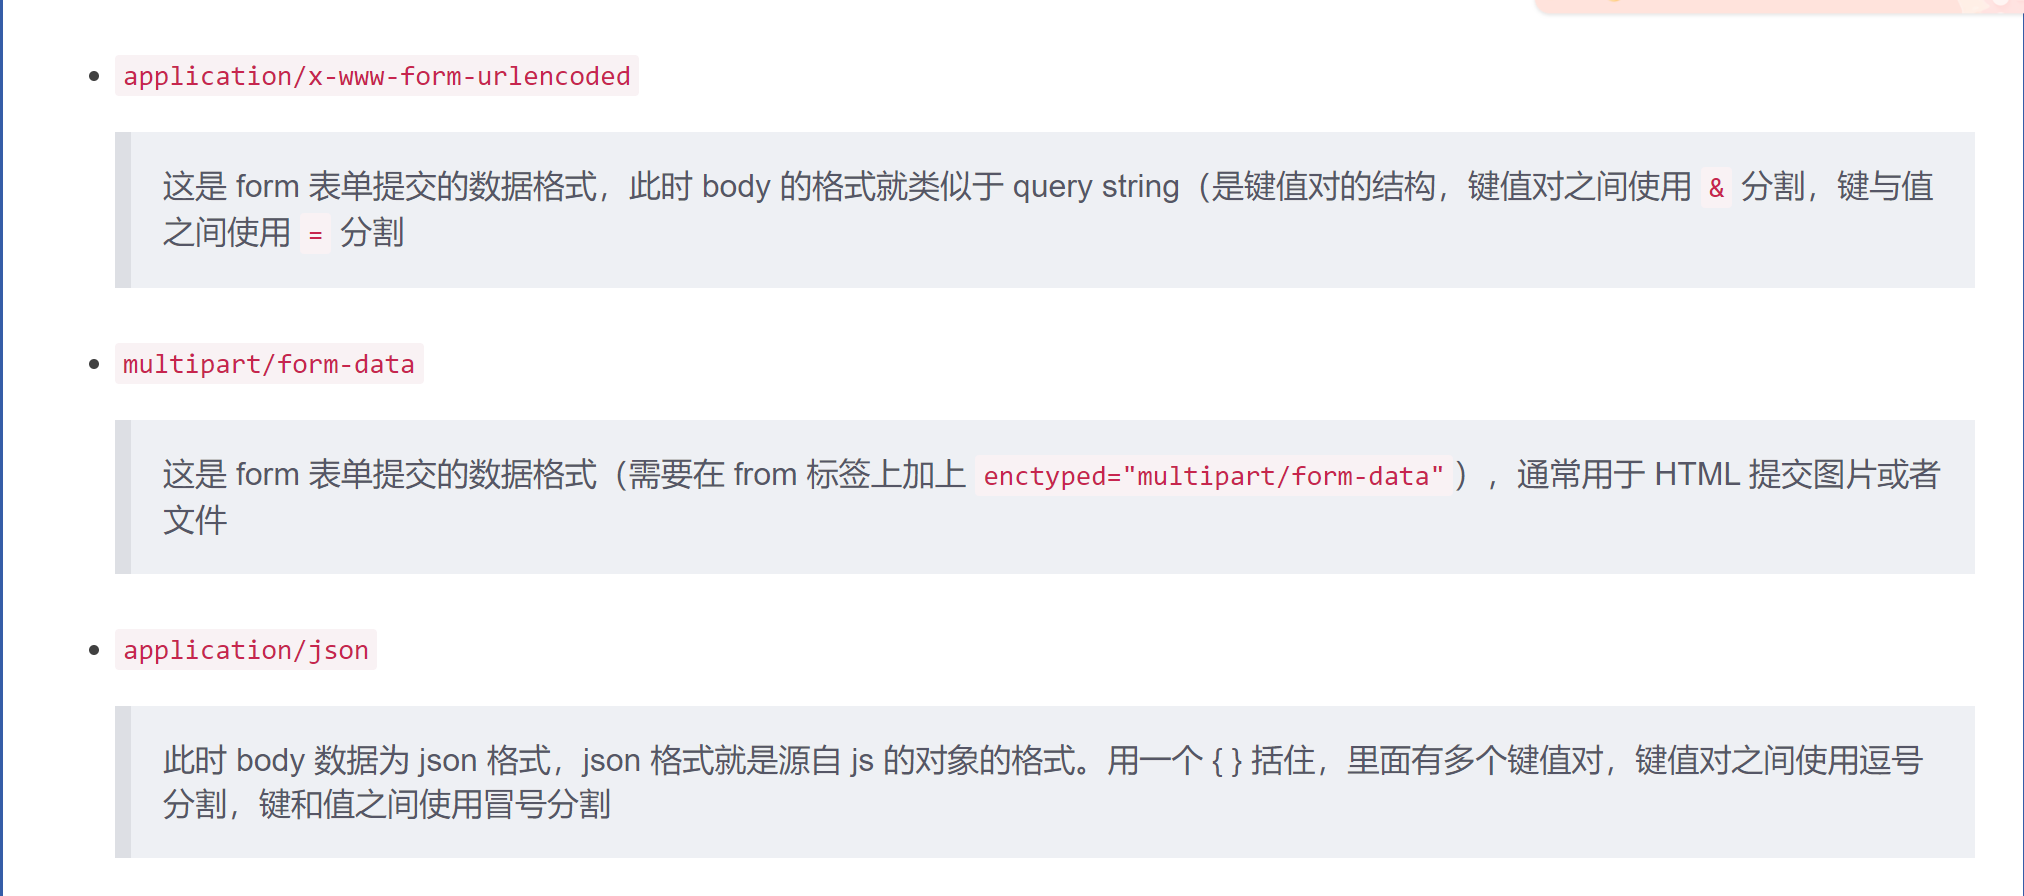 application/x-www-form-urlencoded
这是 form 表单提交的数据格式，此时 body 的格式就类似于 query string（是键值对的结构，键值对之间使用 & 分割，键与值
之间使用 = 分割
multipart/form-data
这是 form 表单提交的数据格式（需要在 from 标签上加上 enctyped="multipart/form-data"），通常用于 HTML 提交图片或者
文件
application/json
此时 body 数据为 json 格式，json 格式就是源自 js 的对象的格式。用一个 { } 括住，里面有多个键值对，键值对之间使用逗号
分割，键和值之间使用冒号分割